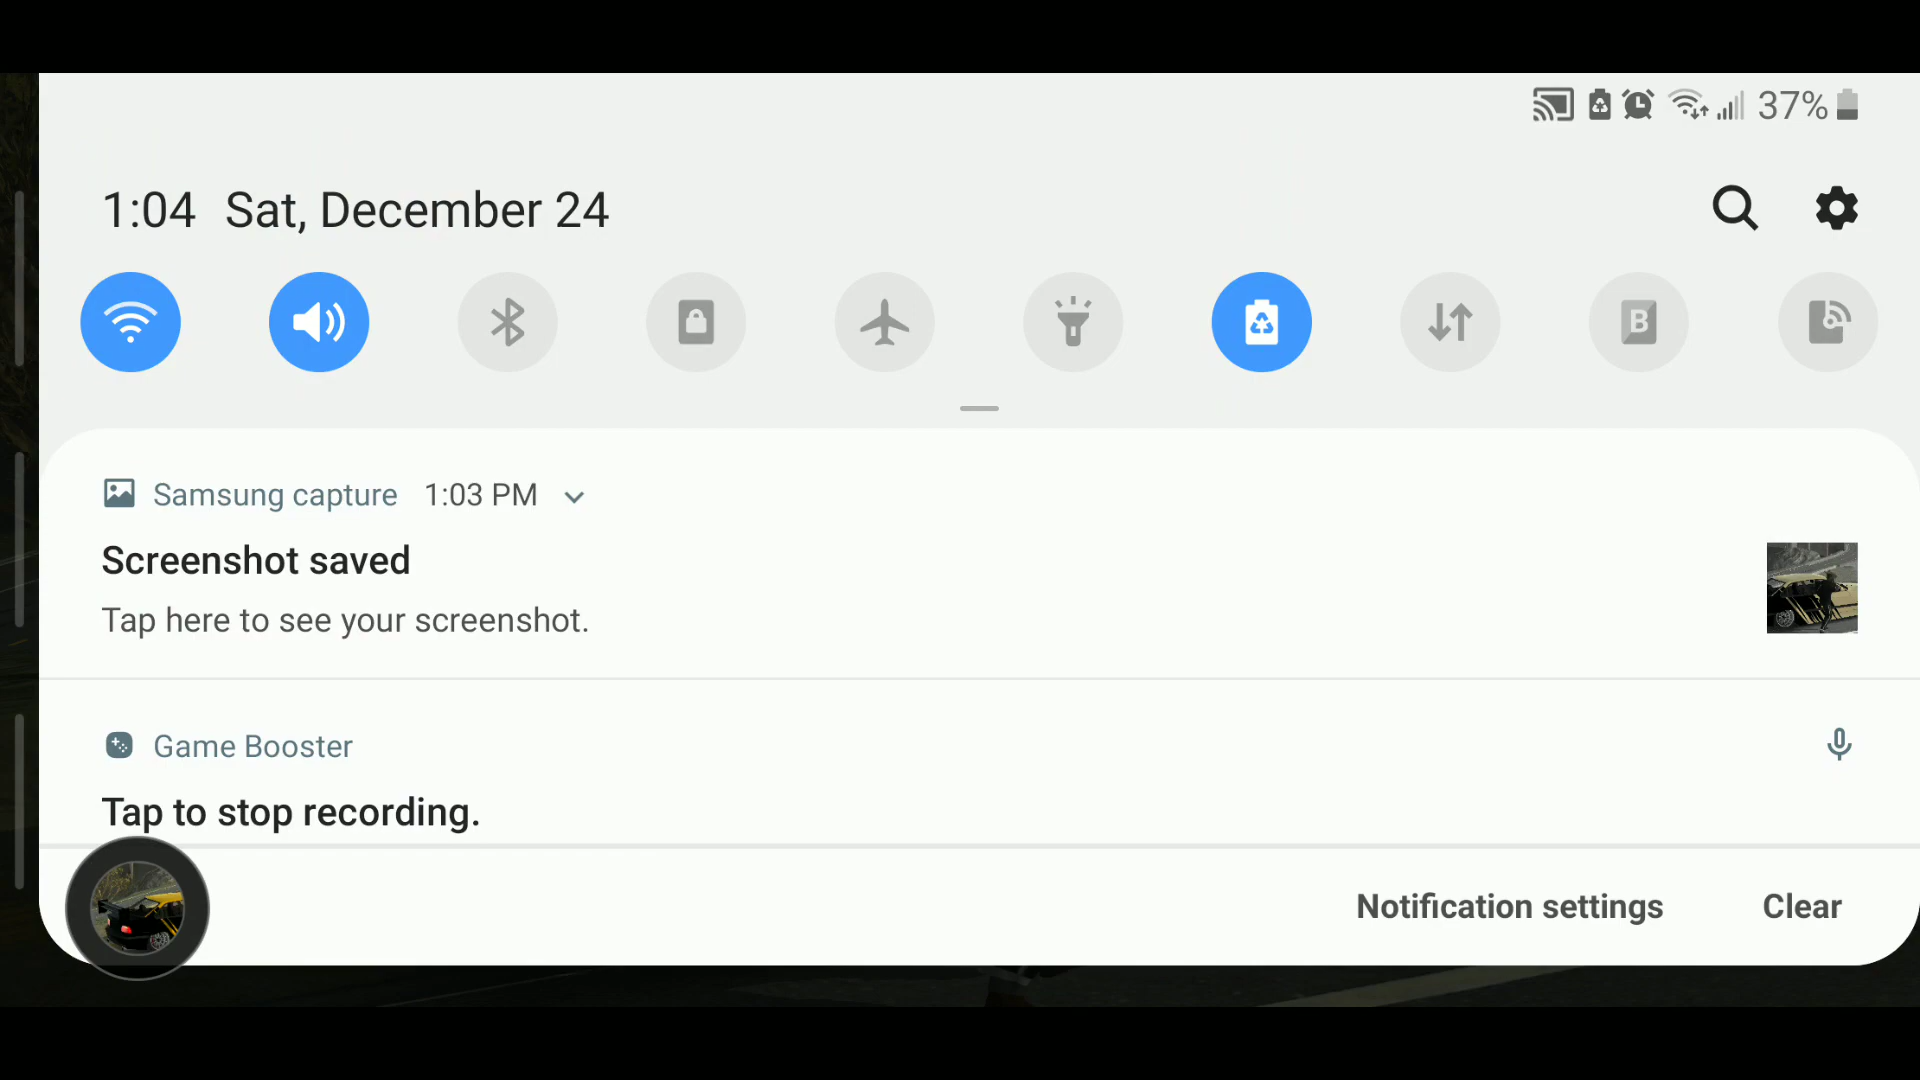 37%
1:04 Sat, December 24
B
Samsung capture 1:03 PM
Screenshot saved
Tap here to see your screenshot.
Game Booster
Tap to stop recording.
Notification settings Clear